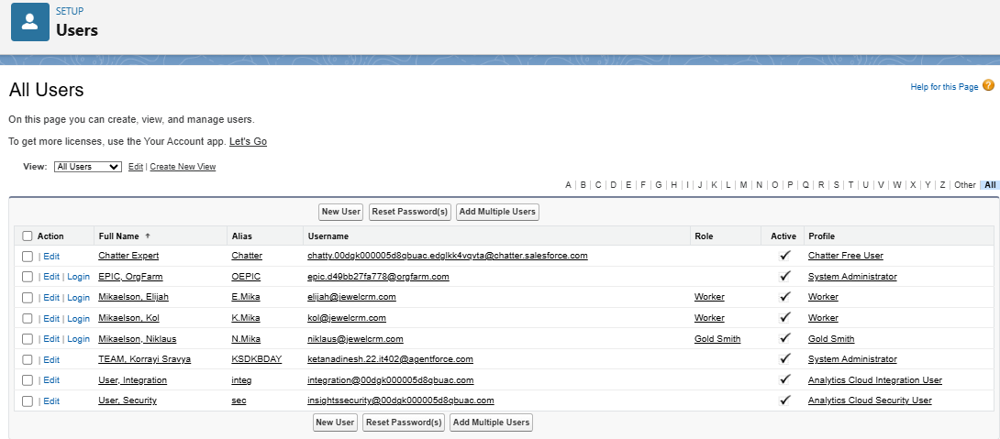 SETUP
Users
All Users
Help for this Page ?
On this page you can create, view, and manage users.
To get more licenses, use the Your Account app. Let's Go
View: All Users Edit | Create New View
A | B | C | D | E | F | G | H | I | J | K | L | M | N | O | P | Q | R | S | T | U | V | W | X | Y | Z | Other | All
New User Reset Password(s) Add Multiple Users
Action Full Name ↑ Alias Username Role Active Profile
| Edit Chatter Expert Chatter chatty.00dgk000005d8qbuac.edglkk4vqvta@chatter.salesforce.com Chatter Free User
| Edit | Login EPIC, OrgFarm OEPIC epic.d49bb27fa778@orgfarm.com System Administrator
| Edit | Login Mikaelson, Elijah E.Mika elijah@jewelcrm.com Worker Worker
| Edit | Login Mikaelson, Kol K.Mika kol@jewelcrm.com Worker Worker
| Edit | Login Mikaelson, Niklaus N.Mika niklaus@jewelcrm.com Gold Smith Gold Smith
| Edit TEAM, Korrayi Sravya KSDKBDAY ketanadinesh.22.it402@agentforce.com System Administrator
| Edit User, Integration integ integration@00dgk000005d8qbuac.com Analytics Cloud Integration User
| Edit User, Security sec insightssecurity@00dgk000005d8qbuac.com Analytics Cloud Security User
New User Reset Password(s) Add Multiple Users